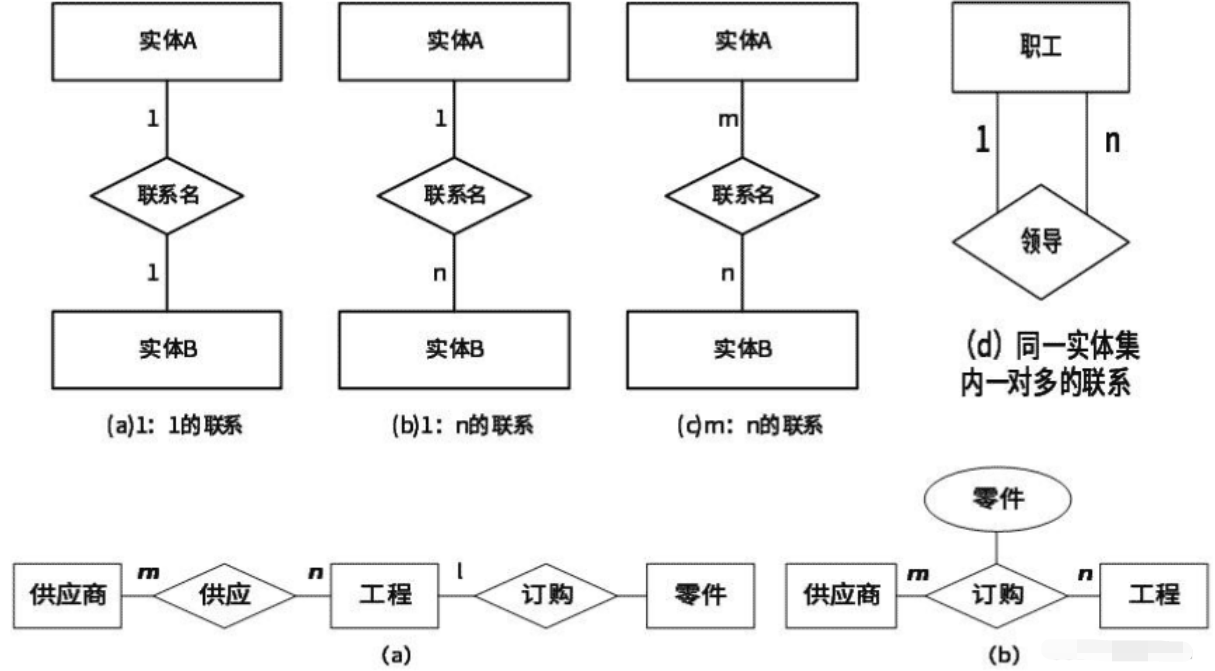 实体A
1
联系名
1
实体B
(a)1：1的联系
实体A
1
联系名
n
实体B
(b)1：n的联系
实体A
m
联系名
n
实体B
(c)m：n的联系
职工
1
n
领导
(d) 同一实体集
内一对多的联系
供应商
m
供应
n
工程
l
订购
零件
(a)
零件
供应商
m
订购
n
工程
(b)